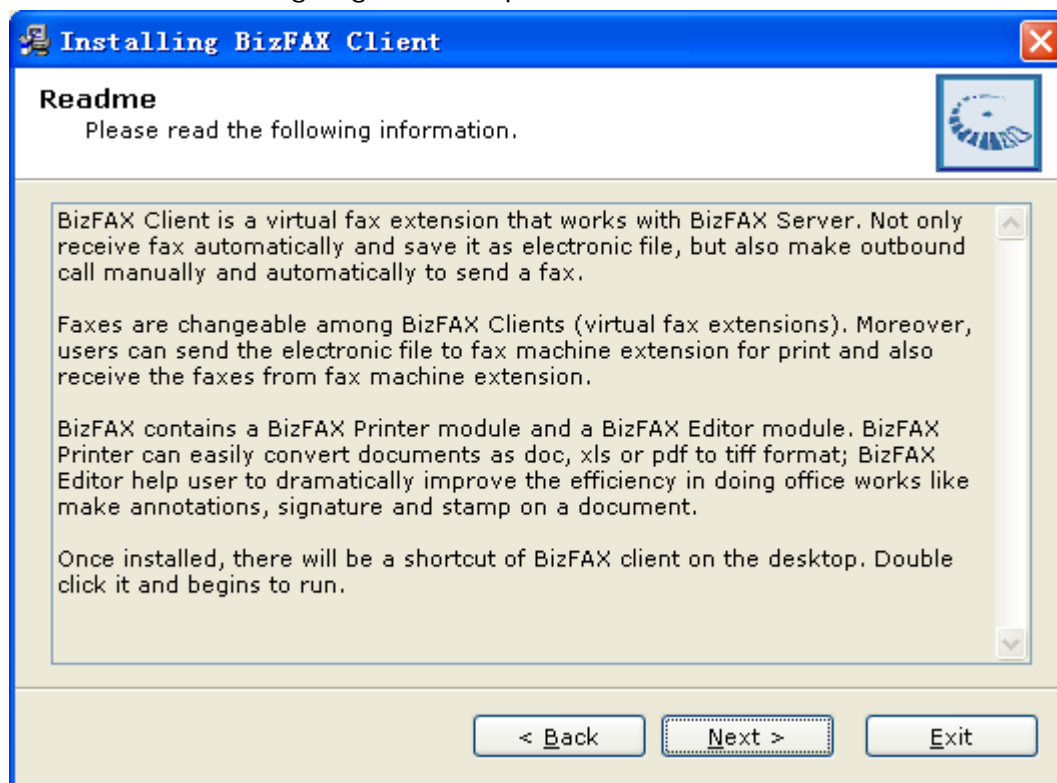 Installing BizFAX Client
Readme
Please read the following information.
BizFAX Client is a virtual fax extension that works with BizFAX Server. Not only
receive fax automatically and save it as electronic file, but also make outbound
call manually and automatically to send a fax.
Faxes are changeable among BizFAX Clients (virtual fax extensions). Moreover,
users can send the electronic file to fax machine extension for print and also
receive the faxes from fax machine extension.
BizFAX contains a BizFAX Printer module and a BizFAX Editor module. BizFAX
Printer can easily convert documents as doc, xls or pdf to tiff format; BizFAX
Editor help user to dramatically improve the efficiency in doing office works like
make annotations, signature and stamp on a document.
Once installed, there will be a shortcut of BizFAX client on the desktop. Double
click it and begins to run.
< Back Next > Exit